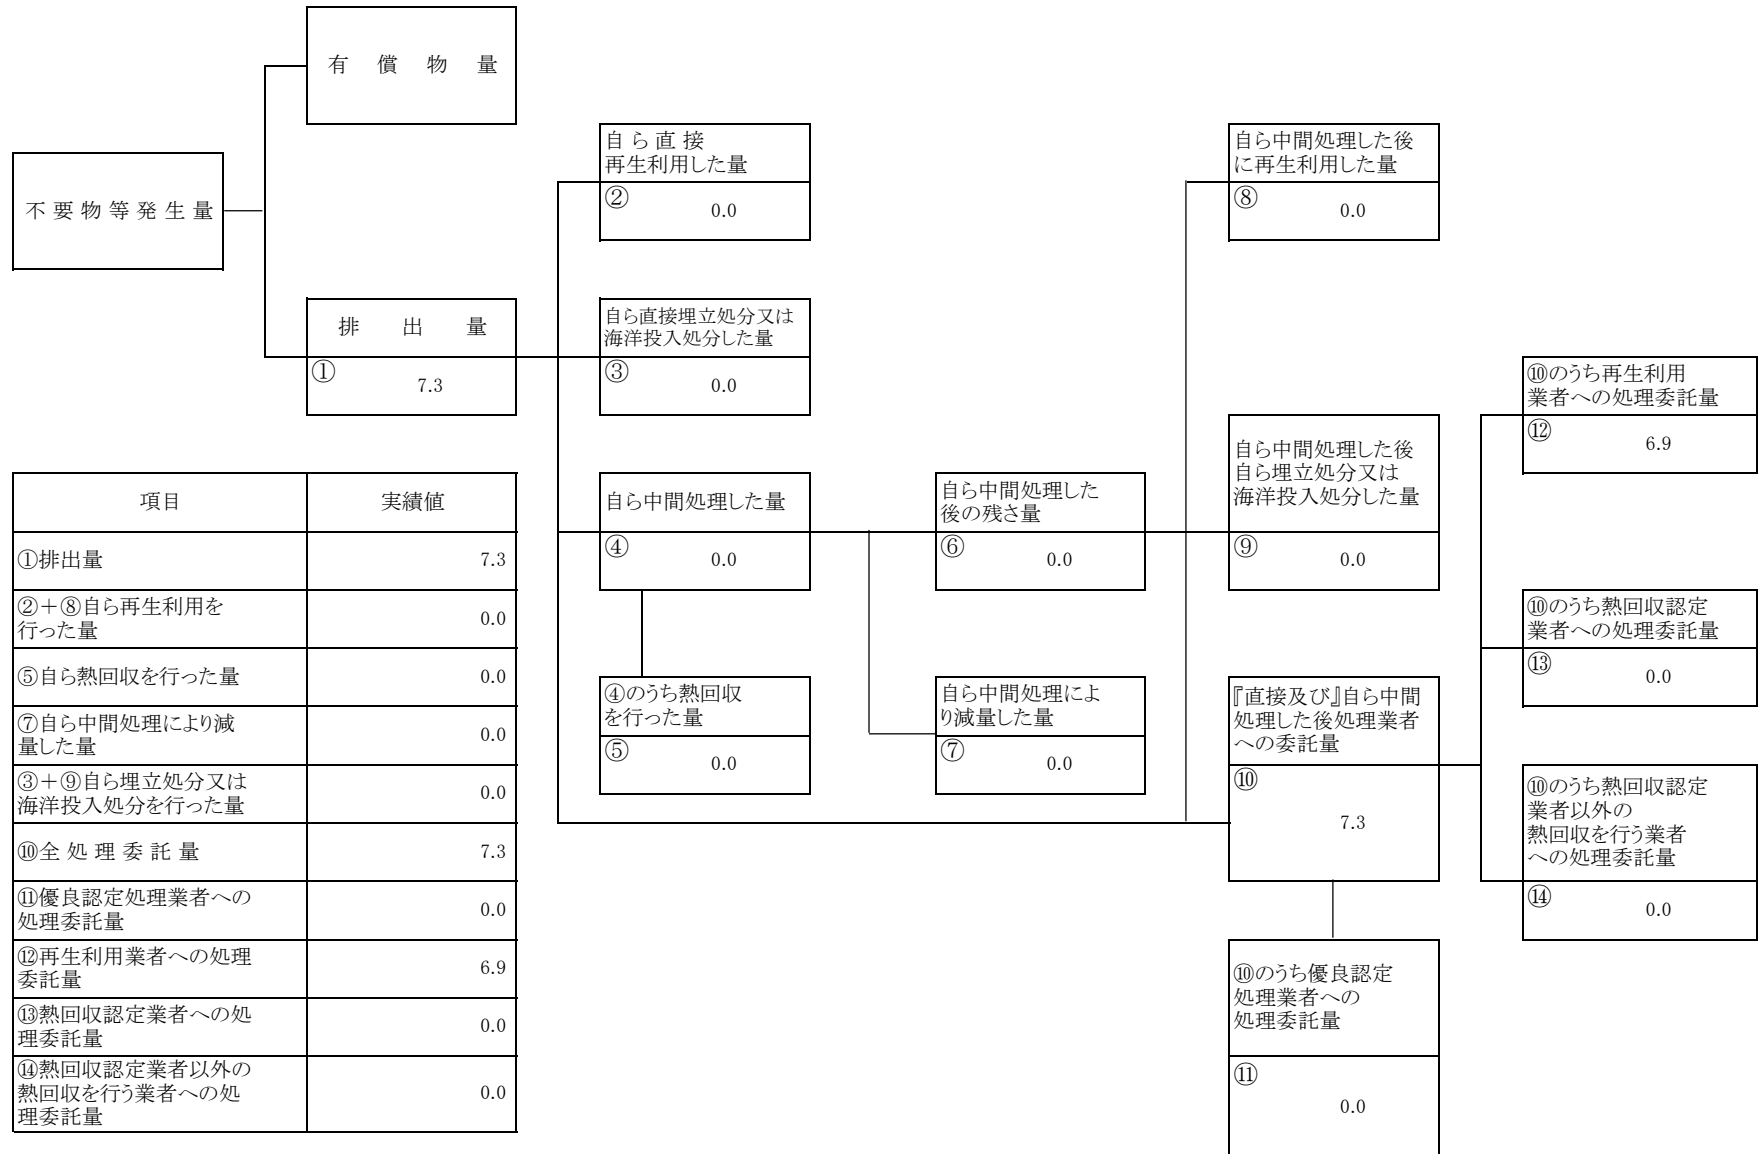 有 償 物 量
不 要 物 等 発 生 量
排 出 量
①
7.3
自 ら 直 接
再生利用した量
②
0.0
自ら直接埋立処分又は
海洋投入処分した量
③
0.0
自ら中間処理した量
④
0.0
④のうち熱回収
を行った量
⑤
0.0
自ら中間処理した
後の残さ量
⑥
0.0
自ら中間処理によ
り減量した量
⑦
0.0
自ら中間処理した後
に再生利用した量
⑧
0.0
自ら中間処理した後
自ら埋立処分又は
海洋投入処分した量
⑨
0.0
『直接及び』自ら中間
処理した後処理業者
への委託量
⑩
7.3
⑩のうち優良認定
処理業者への
処理委託量
⑪
0.0
⑩のうち再生利用
業者への処理委託量
⑫
6.9
⑩のうち熱回収認定
業者への処理委託量
⑬
0.0
⑩のうち熱回収認定
業者以外の
熱回収を行う業者
への処理委託量
⑭
0.0
項目 実績値
①排出量 7.3
②＋⑧自ら再生利用を
行った量 0.0
⑤自ら熱回収を行った量 0.0
⑦自ら中間処理により減
量した量 0.0
③＋⑨自ら埋立処分又は
海洋投入処分を行った量 0.0
⑩全 処 理 委 託 量 7.3
⑪優良認定処理業者への
処理委託量 0.0
⑫再生利用業者への処理
委託量 6.9
⑬熱回収認定業者への処
理委託量 0.0
⑭熱回収認定業者以外の
熱回収を行う業者への処
理委託量 0.0